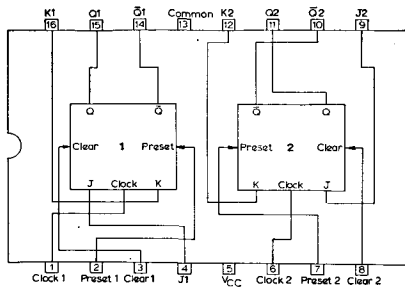 K1 Q1 Q̅1 Common K2 Q2 Q̅2 J2
16 15 14 13 12 11 10 9
Q Q̅ Q̅ Q
Clear 1 Preset Preset 2 Clear
J Clock K K Clock J
1 2 3 4 5 6 7 8
Clock 1 Preset 1 Clear 1 J1 VCC Clock 2 Preset 2 Clear 2